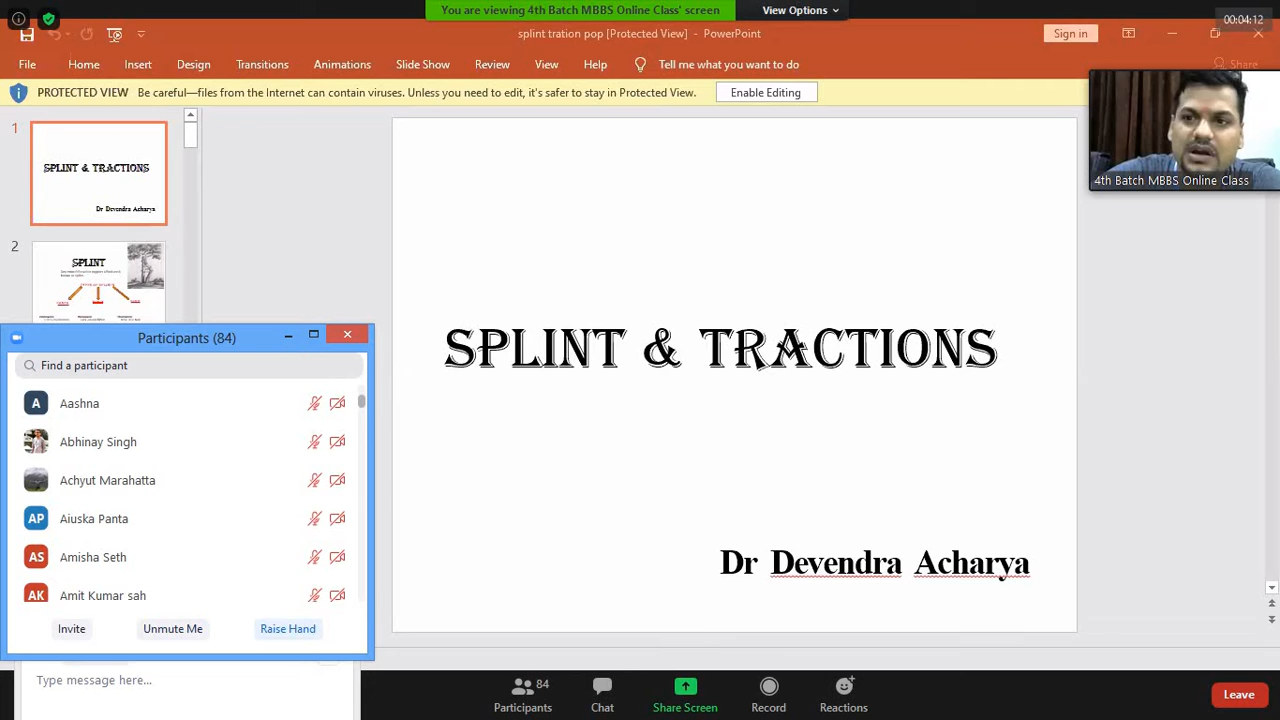 You are viewing 4th Batch MBBS Online Class' screen
View Options
00:04:12
splint tration pop [Protected View] - PowerPoint
Sign in
File
Home
Insert
Design
Transitions
Animations
Slide Show
Review
View
Help
Tell me what you want to do
Share
PROTECTED VIEW
Be careful—files from the Internet can contain viruses. Unless you need to edit, it's safer to stay in Protected View.
Enable Editing
4th Batch MBBS Online Class
1
SPLINT & TRACTIONS
Dr Devendra Acharya
2
SPLINT
SPLINT & TRACTIONS
Dr Devendra Acharya
Participants (84)
Find a participant
A
Aashna
Abhinay Singh
Achyut Marahatta
AP
Aiuska Panta
AS
Amisha Seth
AK
Amit Kumar sah
Invite
Unmute Me
Raise Hand
Type message here...
84
Participants
Chat
Share Screen
Record
Reactions
Leave